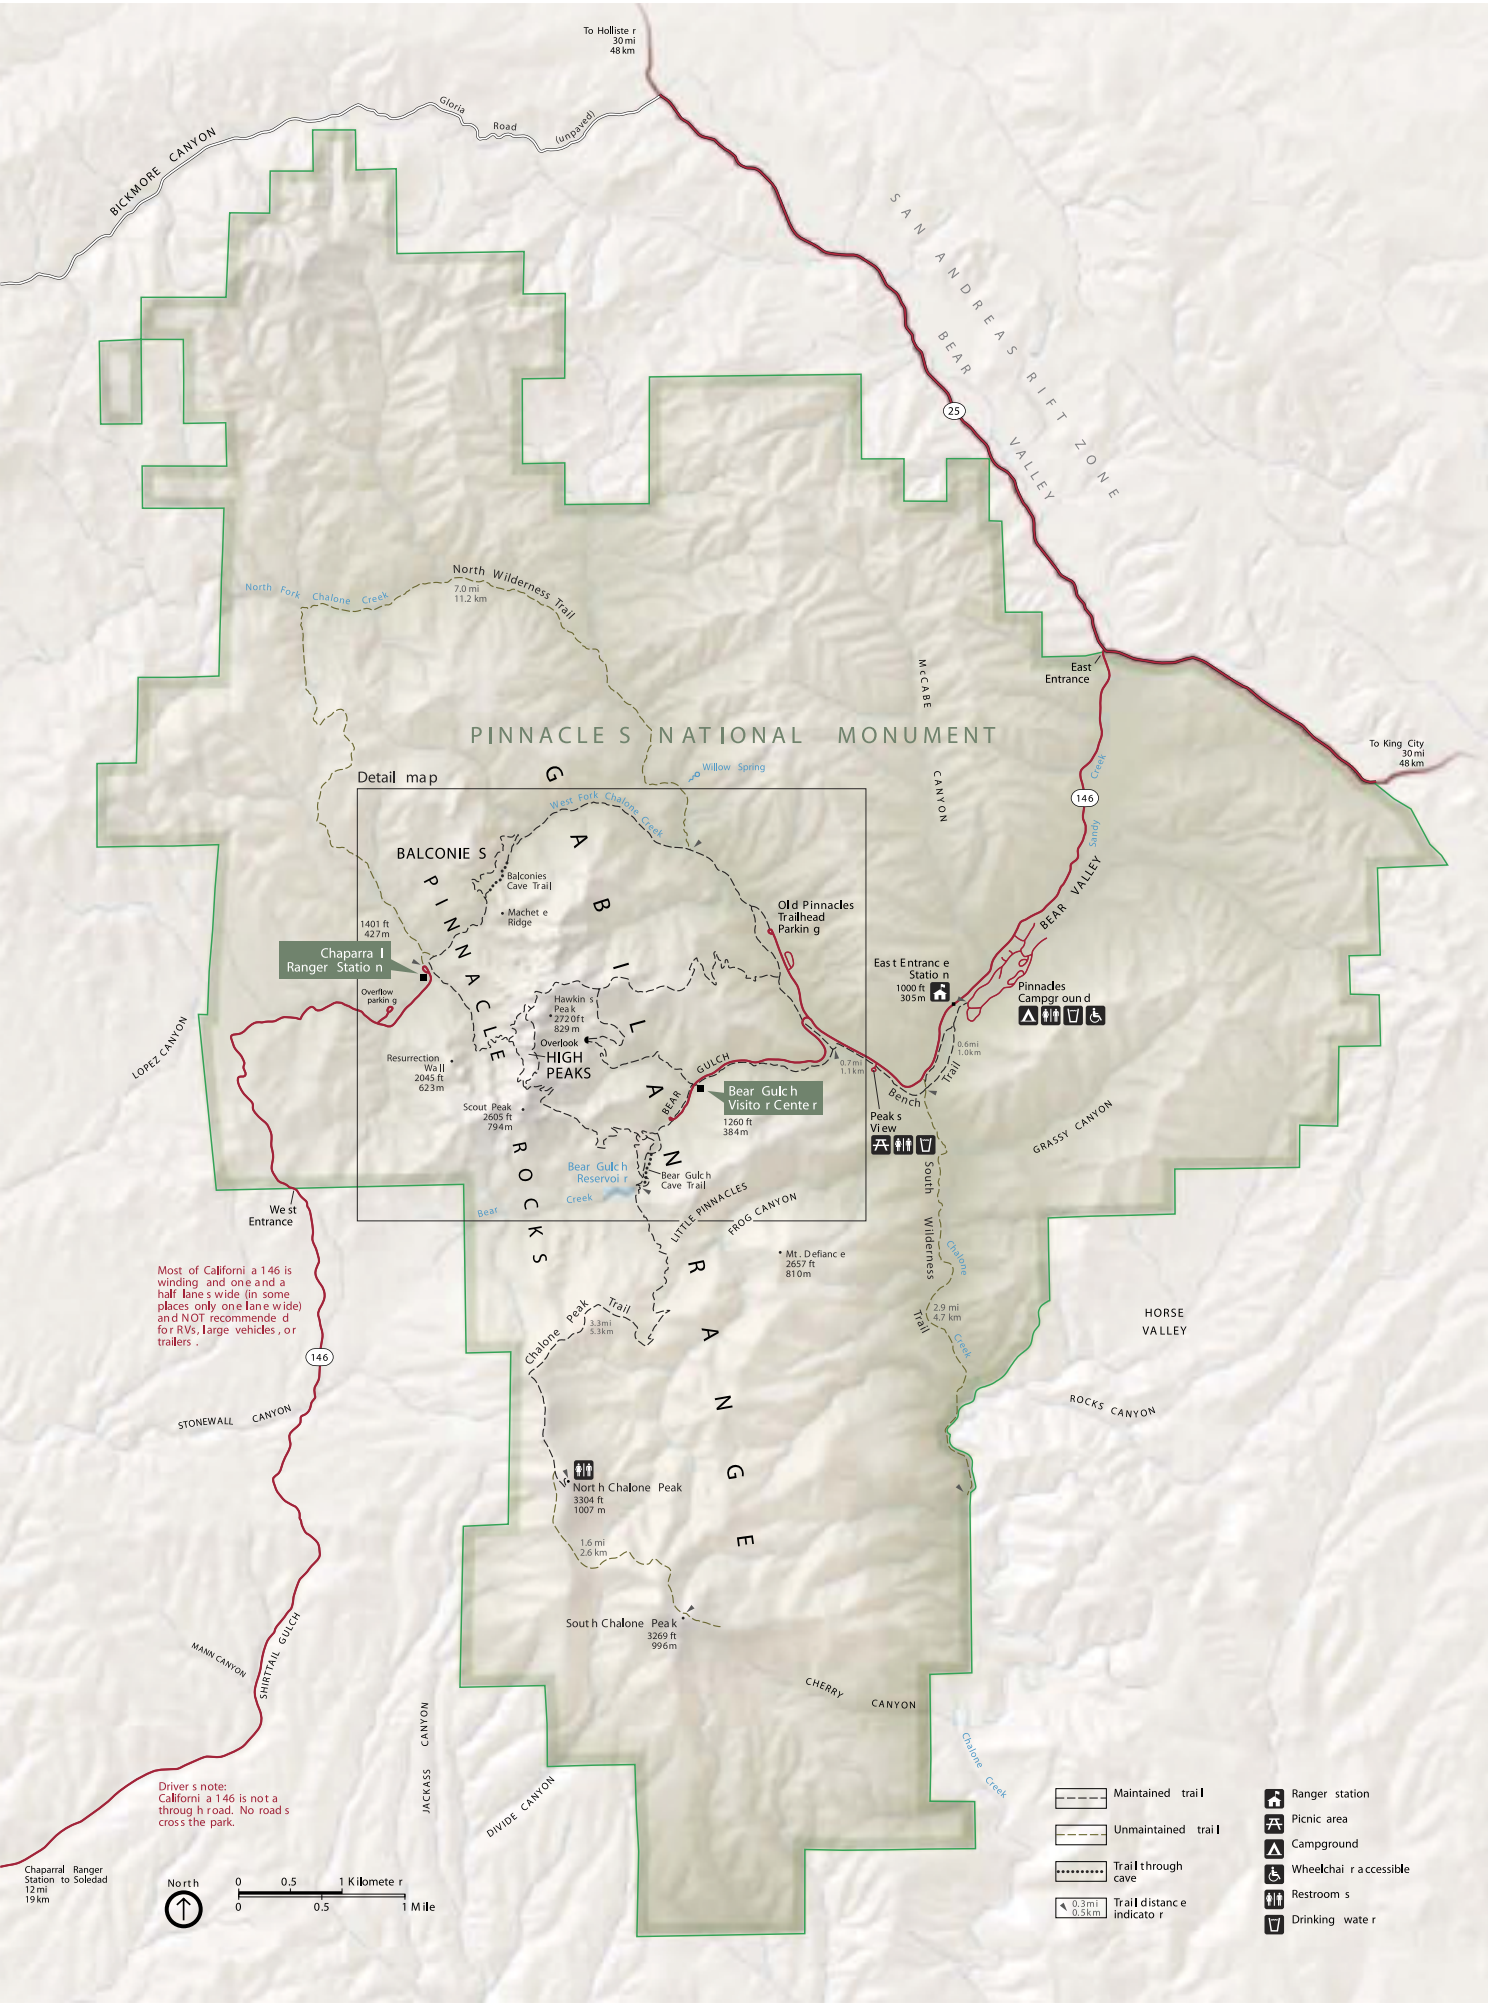 To Hollister
30 mi
48 km
Gloria
Road
(unpaved)
BICKMORE CANYON
SAN ANDREAS RIFT ZONE
BEAR
VALLEY
25
North Wilderness Trail
7.0 mi
11.2 km
North Fork Chalone Creek
McCABE
CANYON
East
Entrance
PINNACLES NATIONAL MONUMENT
To King City
30 mi
48 km
Willow Spring
Detail map
146
Sandy Creek
West Fork Chalone Creek
GABILAN RANGE
BALCONIES
Balconies
Cave Trail
PINNACLE ROCKS
Machete
Ridge
BEAR VALLEY
Old Pinnacles
Trailhead
Parking
1401 ft
427 m
Chaparral
Ranger Station
East Entrance
Station
1000 ft
305 m
Pinnacles
Campground
Overflow
parking
Hawkins
Peak
2720 ft
829 m
Overlook
HIGH
PEAKS
LOPEZ CANYON
Resurrection
Wall
2045 ft
623 m
0.6 mi
1.0 km
0.7 mi
1.1 km
BEAR GULCH
Bear Gulch
Visitor Center
1260 ft
384 m
Bench Trail
Scout Peak
2605 ft
794 m
Peaks
View
GRASSY CANYON
Bear Gulch
Reservoir
Bear Gulch
Cave Trail
Bear Creek
LITTLE PINNACLES
FROG CANYON
West
Entrance
South Wilderness Trail
Chalone Creek
Mt. Defiance
2657 ft
810 m
Most of California 146 is
winding and one and a
half lanes wide (in some
places only one lane wide)
and NOT recommended
for RVs, large vehicles, or
trailers.
Chalone Peak Trail
3.3 mi
5.3 km
2.9 mi
4.7 km
HORSE
VALLEY
146
STONEWALL CANYON
ROCKS CANYON
North Chalone Peak
3304 ft
1007 m
1.6 mi
2.6 km
South Chalone Peak
3269 ft
996 m
MANN CANYON
SHIRTTAIL GULCH
CHERRY CANYON
JACKASS CANYON
DIVIDE CANYON
Chalone Creek
Drivers note:
California 146 is not a
through road. No roads
cross the park.
Chaparral Ranger
Station to Soledad
12 mi
19 km
North
0 0.5 1 Kilometer
0 0.5 1 Mile
Maintained trail
Unmaintained trail
Trail through
cave
0.3 mi
0.5 km
Trail distance
indicator
Ranger station
Picnic area
Campground
Wheelchair accessible
Restrooms
Drinking water